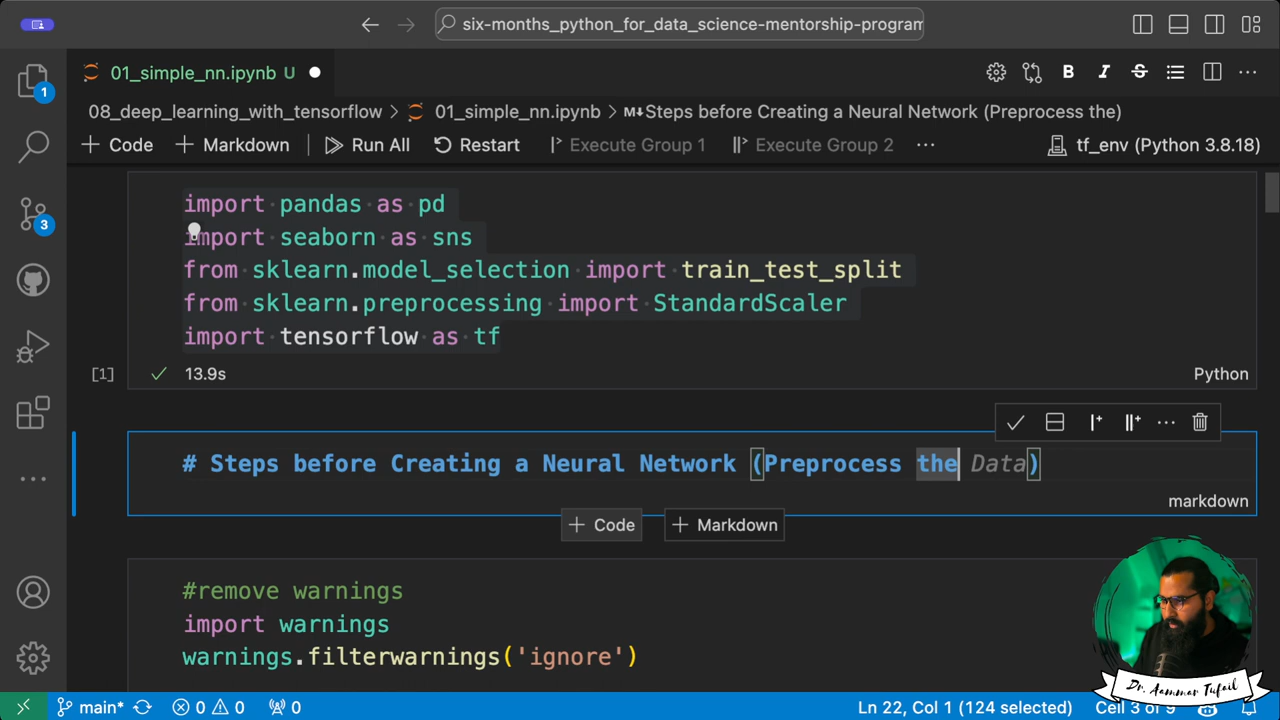 six-months_python_for_data_science-mentorship-program
01_simple_nn.ipynb U
08_deep_learning_with_tensorflow > 01_simple_nn.ipynb > M↓Steps before Creating a Neural Network (Preprocess the)
+ Code + Markdown Run All Restart Execute Group 1 Execute Group 2 ... tf_env (Python 3.8.18)
1
3
import pandas as pd
import seaborn as sns
from sklearn.model_selection import train_test_split
from sklearn.preprocessing import StandardScaler
import tensorflow as tf
[1] 13.9s Python
# Steps before Creating a Neural Network (Preprocess the Data)
markdown
+ Code + Markdown
#remove warnings
import warnings
warnings.filterwarnings('ignore')
Dr. Aammar Tufail
main* 0 0 0 Ln 22, Col 1 (124 selected) Cell 3 of 9